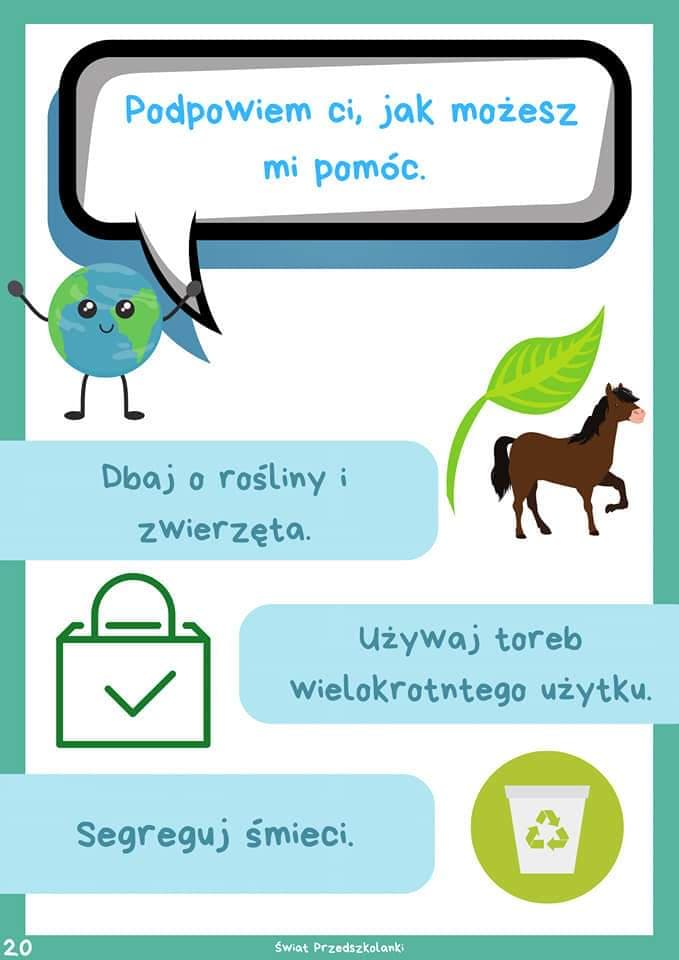 Podpowiem ci, jak możesz
mi pomóc.
Dbaj o rośliny i
zwierzęta.
Używaj toreb
wielokrotntego użytku.
Segreguj śmieci.
20
Świat Przedszkolanki